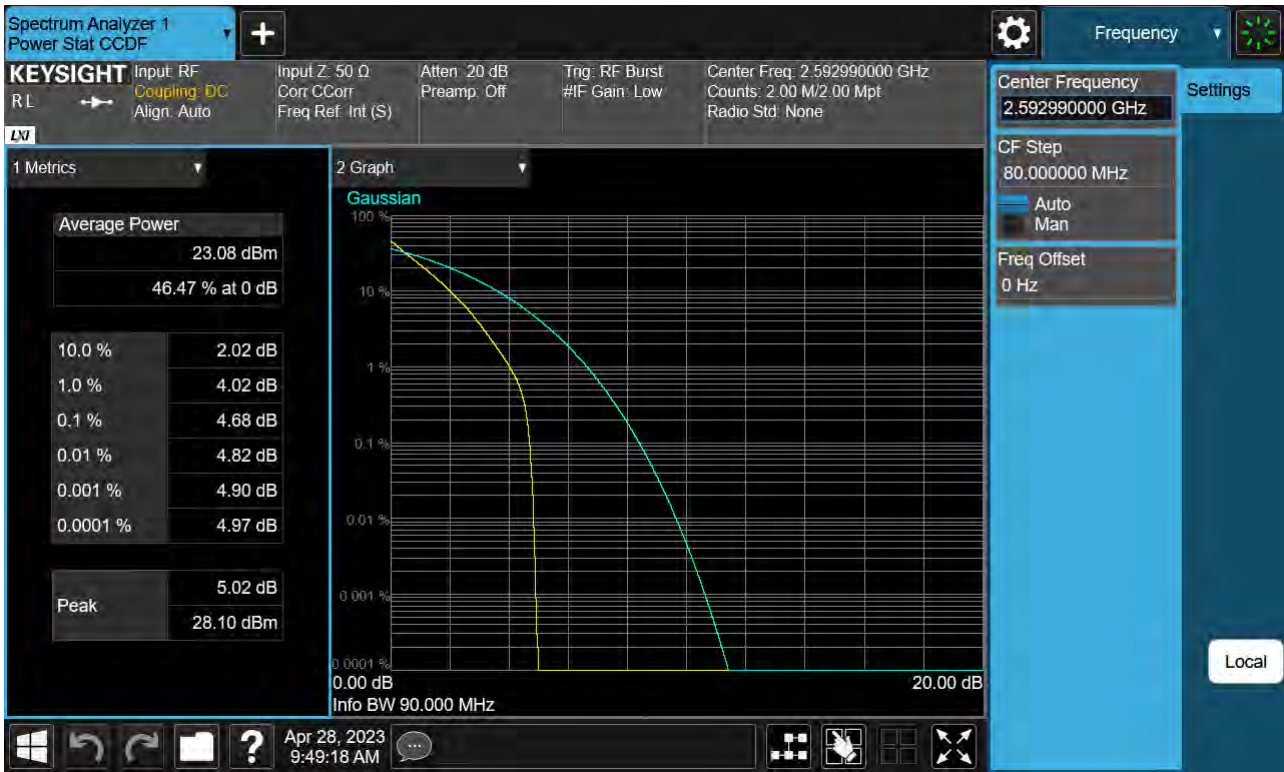 Spectrum Analyzer 1
Power Stat CCDF
Frequency
KEYSIGHT
RL
LXI
Input: RF
Coupling: DC
Align: Auto
Input Z: 50 Ω
Corr CCorr
Freq Ref: Int (S)
Atten: 20 dB
Preamp: Off
Trig: RF Burst
#IF Gain: Low
Center Freq: 2.592990000 GHz
Counts: 2.00 M/2.00 Mpt
Radio Std: None
Center Frequency
2.592990000 GHz
Settings
CF Step
80.000000 MHz
Auto
Man
Freq Offset
0 Hz
1 Metrics
Average Power
23.08 dBm
46.47 % at 0 dB
10.0 % 2.02 dB
1.0 % 4.02 dB
0.1 % 4.68 dB
0.01 % 4.82 dB
0.001 % 4.90 dB
0.0001 % 4.97 dB
Peak
5.02 dB
28.10 dBm
2 Graph
Gaussian
100 %
10 %
1 %
0.1 %
0.01 %
0.001 %
0.0001 %
0.00 dB 20.00 dB
Info BW 90.000 MHz
Local
?
Apr 28, 2023
9:49:18 AM